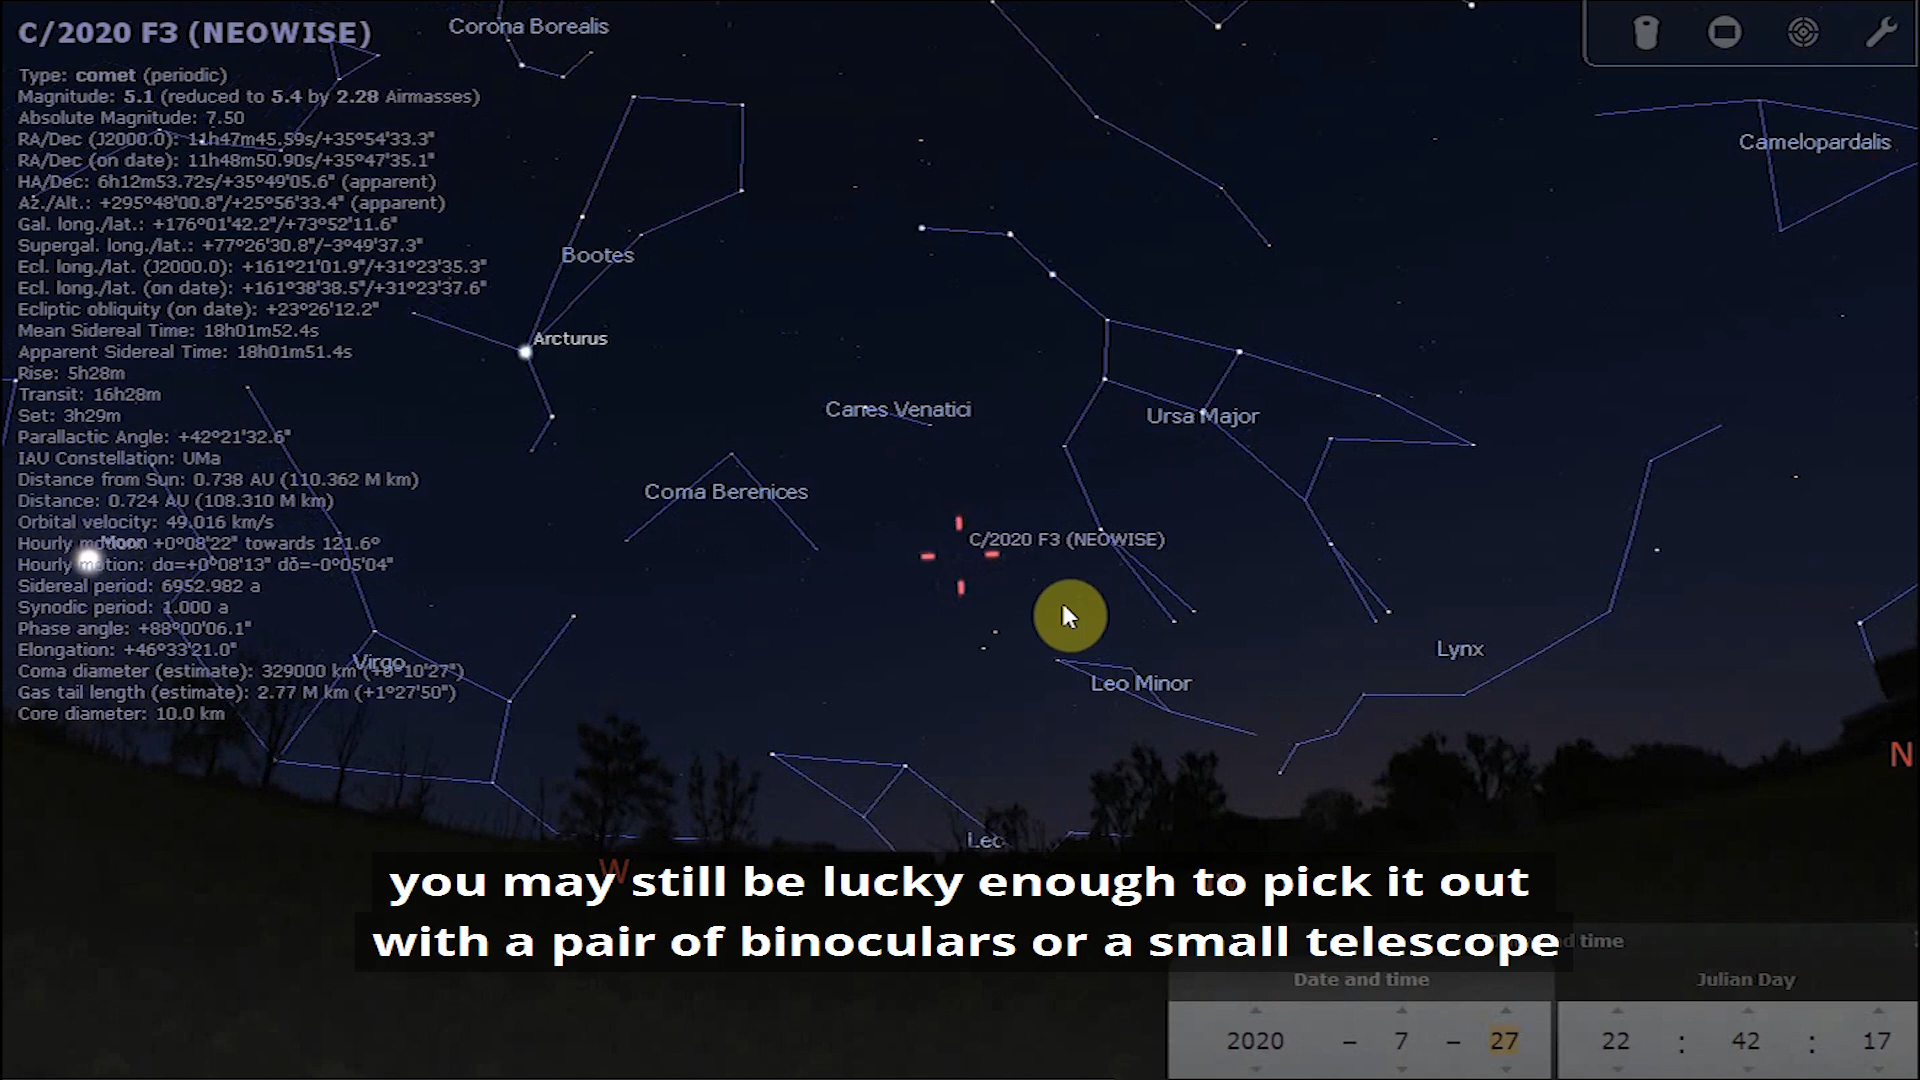 C/2020 F3 (NEOWISE)
Type: comet (periodic)
Magnitude: 5.1 (reduced to 5.4 by 2.28 Airmasses)
Absolute Magnitude: 7.50
RA/Dec (J2000.0): 11h47m45.59s/+35°54'33.3"
RA/Dec (on date): 11h48m50.90s/+35°47'35.1"
HA/Dec: 6h12m53.72s/+35°49'05.6" (apparent)
Az./Alt.: +295°48'00.8"/+25°56'33.4" (apparent)
Gal. long./lat.: +176°01'42.2"/+73°52'11.6"
Supergal. long./lat.: +77°26'30.8"/-3°49'37.3"
Ecl. long./lat. (J2000.0): +161°21'01.9"/+31°23'35.3"
Ecl. long./lat. (on date): +161°38'38.5"/+31°23'37.6"
Ecliptic obliquity (on date): +23°26'12.2"
Mean Sidereal Time: 18h01m52.4s
Apparent Sidereal Time: 18h01m51.4s
Rise: 5h28m
Transit: 16h28m
Set: 3h29m
Parallactic Angle: +42°21'32.6"
IAU Constellation: UMa
Distance from Sun: 0.738 AU (110.362 M km)
Distance: 0.724 AU (108.310 M km)
Orbital velocity: 49.016 km/s
Hourly motion: +0°08'22" towards 121.6°
Hourly motion: dα=+0°08'13" dδ=-0°05'04"
Sidereal period: 6952.982 a
Synodic period: 1.000 a
Phase angle: +88°00'06.1"
Elongation: +46°33'21.0"
Coma diameter (estimate): 329000 km (+0°10'27")
Gas tail length (estimate): 2.77 M km (+1°27'50")
Core diameter: 10.0 km
Corona Borealis
Camelopardalis
Bootes
Arcturus
Canes Venatici
Ursa Major
Coma Berenices
C/2020 F3 (NEOWISE)
Moon
Virgo
Lynx
Leo Minor
N
Leo
W
you may still be lucky enough to pick it out
with a pair of binoculars or a small telescope
time
Date and time
Julian Day
2020 - 7 - 27
22 : 42 : 17